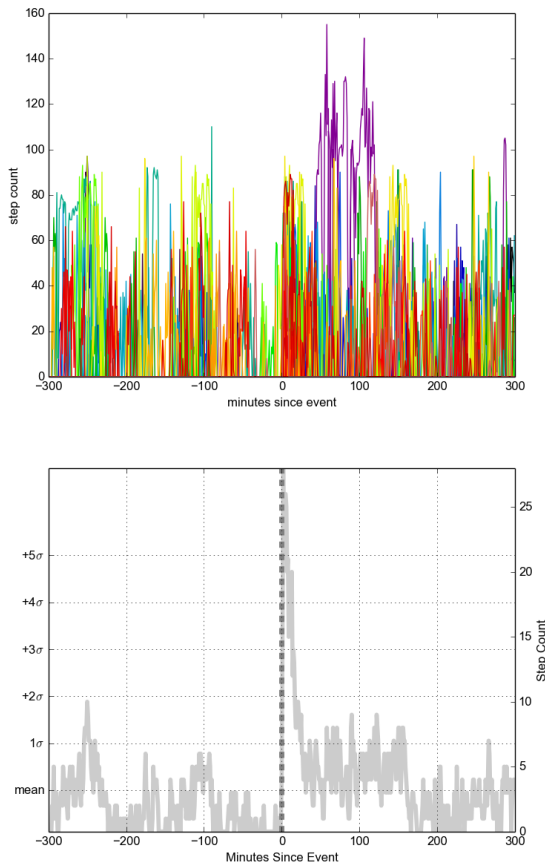 160
140
120
100
80
60
40
20
0
step count
−300 −200 −100 0 100 200 300
minutes since event
+5σ
+4σ
+3σ
+2σ
1σ
mean
25
20
15
10
5
0
Step Count
−300 −200 −100 0 100 200 300
Minutes Since Event